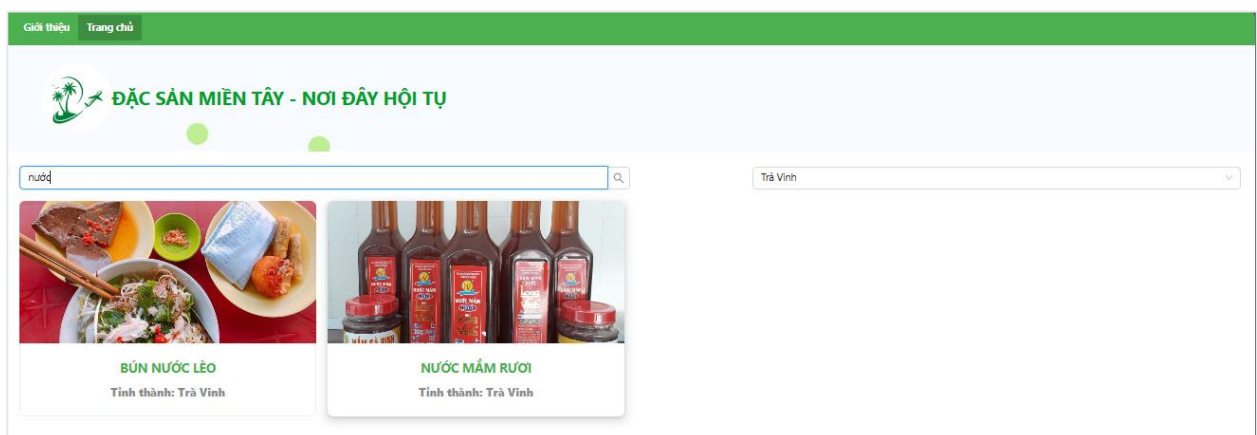 Giới thiệu Trang chủ
ĐẶC SẢN MIỀN TÂY - NƠI ĐÂY HỘI TỤ
nước
Trà Vinh
BÚN NƯỚC LÈO
NƯỚC MẮM RƯƠI
Tỉnh thành: Trà Vinh
Tỉnh thành: Trà Vinh